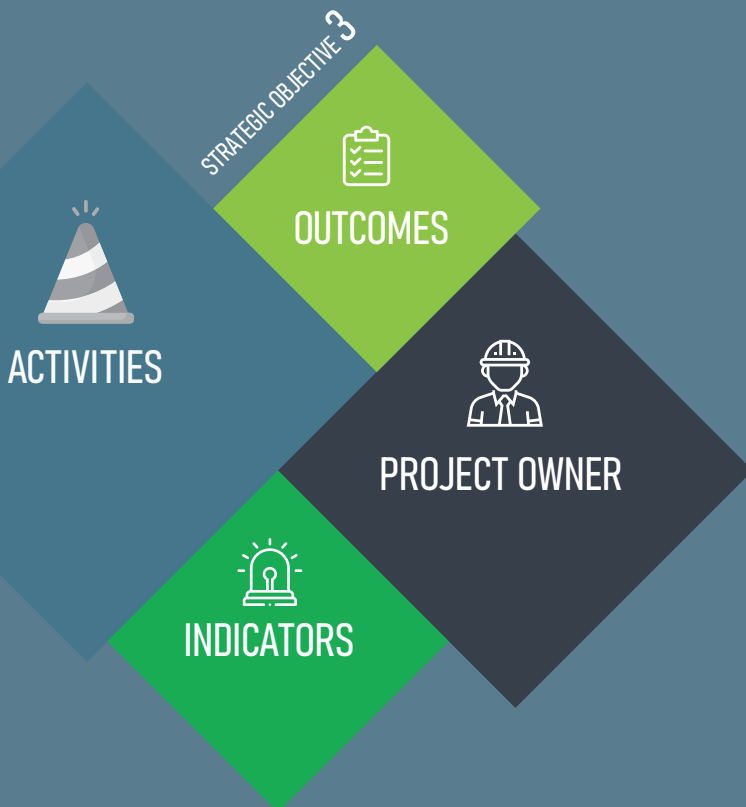 STRATEGIC OBJECTIVE 3
OUTCOMES
ACTIVITIES
PROJECT OWNER
INDICATORS